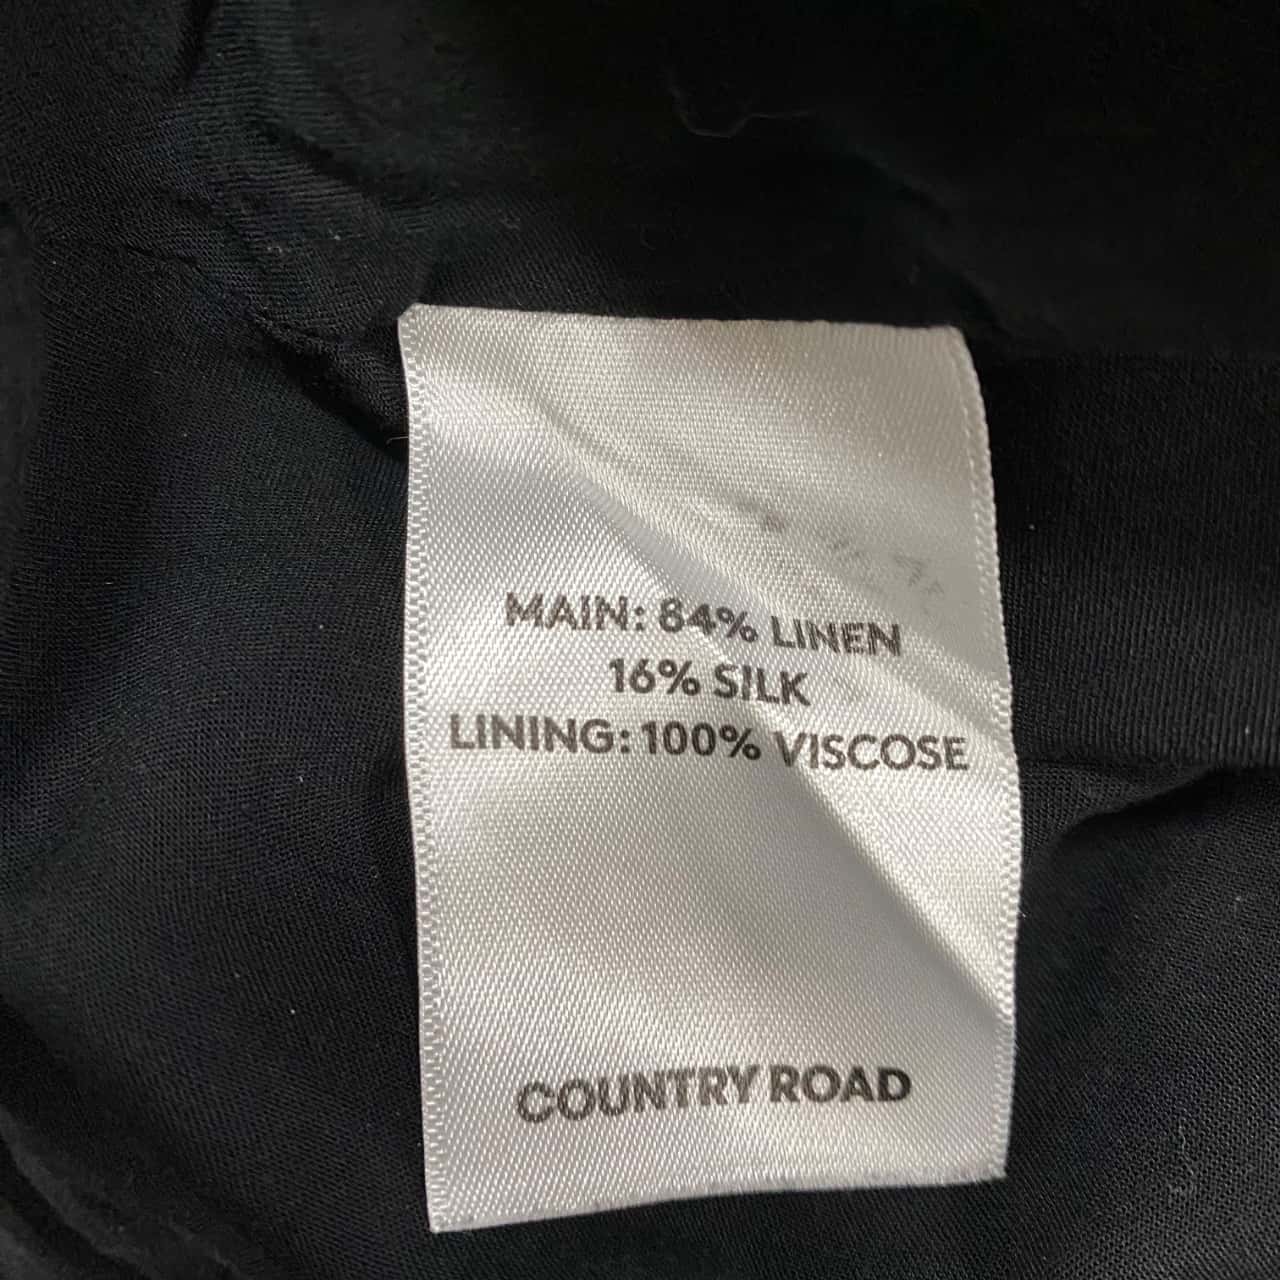 MAIN: 84% LINEN
16% SILK
LINING: 100% VISCOSE
COUNTRY ROAD